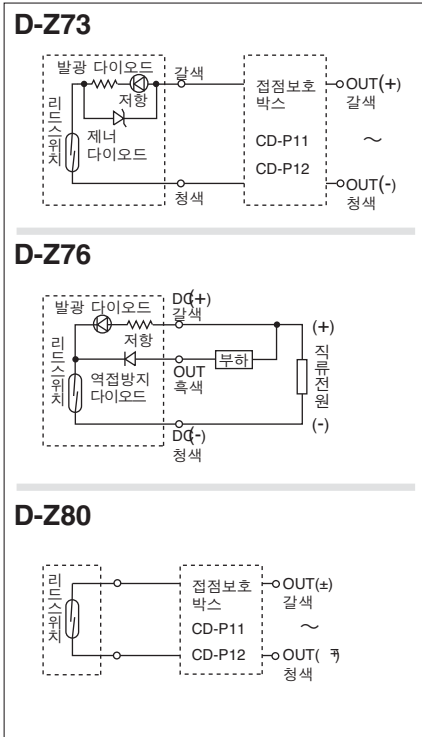 D-Z73
발광 다이오드
갈색
저항
리드스위치
제너
다이오드
청색
접점보호
박스
CD-P11
CD-P12
OUT(+)
갈색
～
OUT(-)
청색
D-Z76
발광 다이오드
DC(+)
갈색
저항
리드스위치
역접방지
다이오드
OUT
흑색
부하
(+)
직류전원
(-)
DC(-)
청색
D-Z80
리드스위치
접점보호
박스
CD-P11
CD-P12
OUT(±)
갈색
～
OUT(∓)
청색